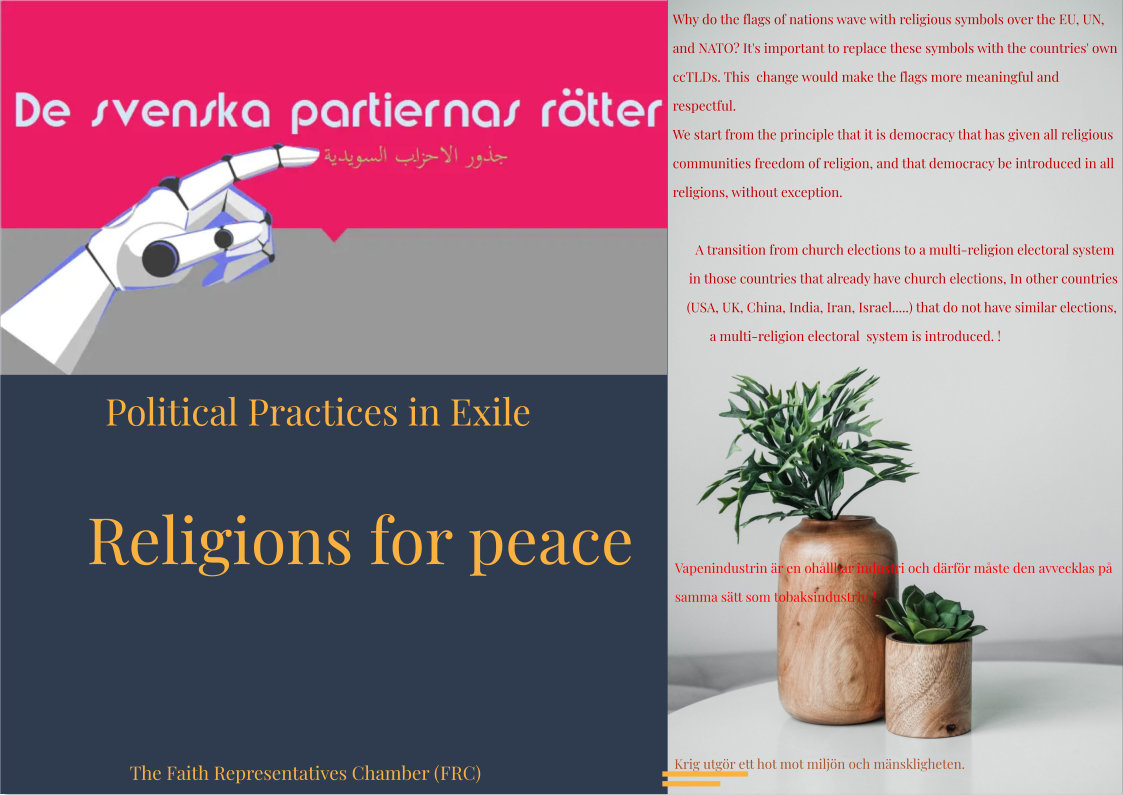 De svenska partiernas rötter
جذور الاحزاب السويدية
Political Practices in Exile
Religions for peace
The Faith Representatives Chamber (FRC)
Why do the flags of nations wave with religious symbols over the EU, UN,
and NATO? It's important to replace these symbols with the countries' own
ccTLDs. This change would make the flags more meaningful and
respectful.
We start from the principle that it is democracy that has given all religious
communities freedom of religion, and that democracy be introduced in all
religions, without exception.
A transition from church elections to a multi-religion electoral system
in those countries that already have church elections, In other countries
(USA, UK, China, India, Iran, Israel.....) that do not have similar elections,
a multi-religion electoral system is introduced. !
Vapenindustrin är en ohållbar industri och därför måste den avvecklas på
samma sätt som tobaksindustrin !
Krig utgör ett hot mot miljön och mänskligheten.